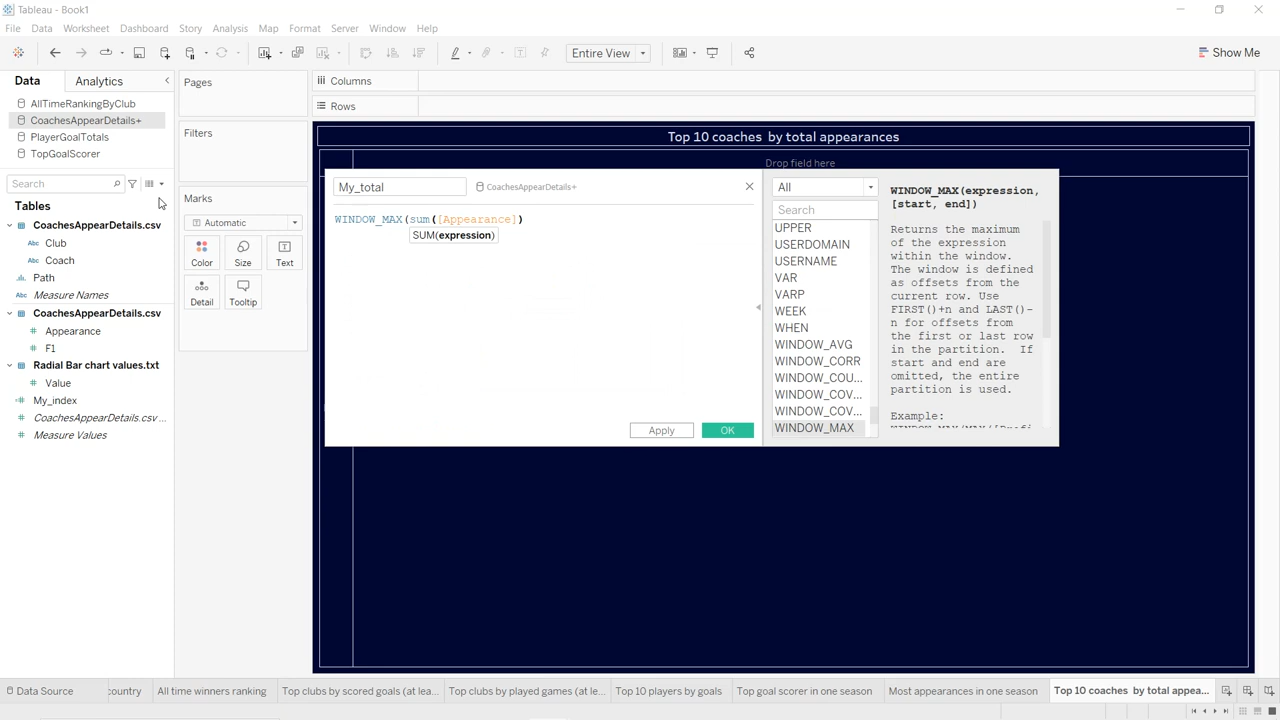 Tableau - Book1
File Data Worksheet Dashboard Story Analysis Map Format Server Window Help
Entire View
Show Me
Data Analytics
AllTimeRankingByClub
CoachesAppearDetails+
PlayerGoalTotals
TopGoalScorer
Search
Tables
CoachesAppearDetails.csv
Club
Coach
Path
Measure Names
CoachesAppearDetails.csv
Appearance
F1
Radial Bar chart values.txt
Value
My_index
CoachesAppearDetails.csv ...
Measure Values
Pages
Filters
Marks
Automatic
Color Size Text
Detail Tooltip
Columns
Rows
Top 10 coaches by total appearances
Drop field here
My_total CoachesAppearDetails+
WINDOW_MAX(sum([Appearance])
SUM(expression)
Apply OK
All
Search
UPPER
USERDOMAIN
USERNAME
VAR
VARP
WEEK
WHEN
WINDOW_AVG
WINDOW_CORR
WINDOW_COU...
WINDOW_COV...
WINDOW_COV...
WINDOW_MAX
WINDOW_MAX(expression,
[start, end])
Returns the maximum
of the expression
within the window.
The window is defined
as offsets from the
current row. Use
FIRST()+n and LAST()-
n for offsets from
the first or last row
in the partition. If
start and end are
omitted, the entire
partition is used.
Example:
Data Source country All time winners ranking Top clubs by scored goals (at lea... Top clubs by played games (at le... Top 10 players by goals Top goal scorer in one season Most appearances in one season Top 10 coaches by total appea...